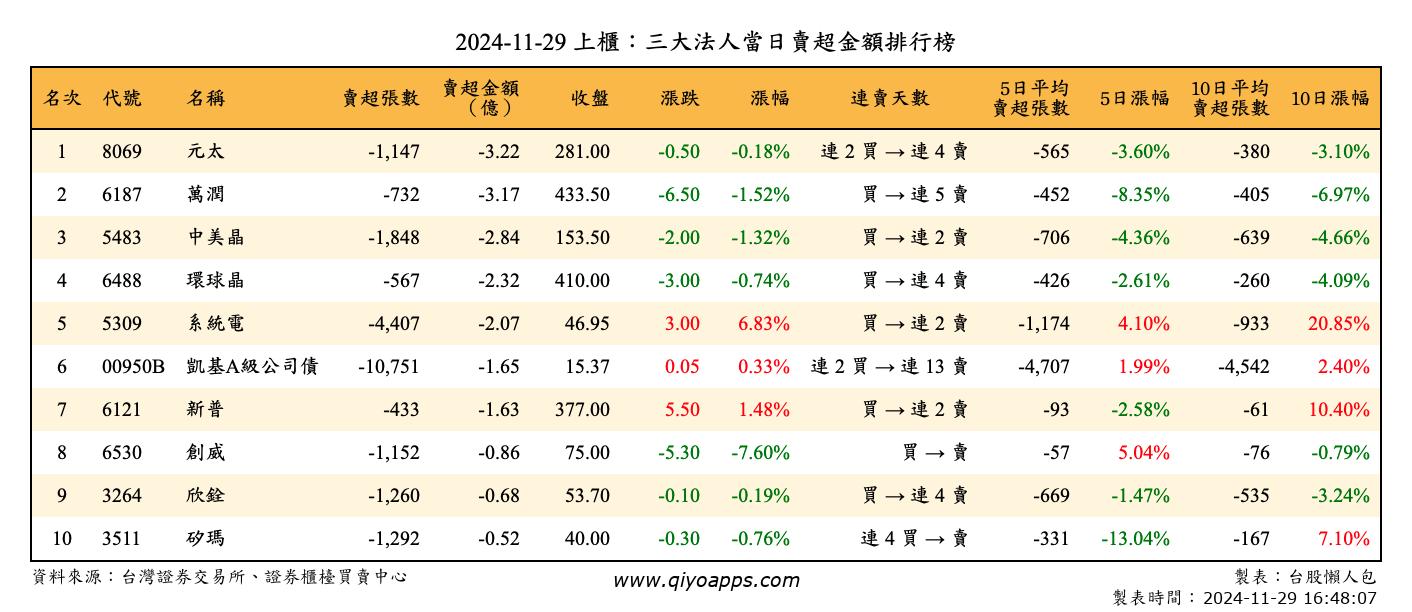 2024-11-29 上櫃：三大法人當日賣超金額排行榜
名次 代號 名稱 賣超張數 賣超金額（億） 收盤 漲跌 漲幅 連賣天數 5日平均賣超張數 5日漲幅 10日平均賣超張數 10日漲幅
1 8069 元太 -1,147 -3.22 281.00 -0.50 -0.18% 連 2 買 → 連 4 賣 -565 -3.60% -380 -3.10%
2 6187 萬潤 -732 -3.17 433.50 -6.50 -1.52% 買 → 連 5 賣 -452 -8.35% -405 -6.97%
3 5483 中美晶 -1,848 -2.84 153.50 -2.00 -1.32% 買 → 連 2 賣 -706 -4.36% -639 -4.66%
4 6488 環球晶 -567 -2.32 410.00 -3.00 -0.74% 買 → 連 4 賣 -426 -2.61% -260 -4.09%
5 5309 系統電 -4,407 -2.07 46.95 3.00 6.83% 買 → 連 2 賣 -1,174 4.10% -933 20.85%
6 00950B 凱基A級公司債 -10,751 -1.65 15.37 0.05 0.33% 連 2 買 → 連 13 賣 -4,707 1.99% -4,542 2.40%
7 6121 新普 -433 -1.63 377.00 5.50 1.48% 買 → 連 2 賣 -93 -2.58% -61 10.40%
8 6530 創威 -1,152 -0.86 75.00 -5.30 -7.60% 買 → 賣 -57 5.04% -76 -0.79%
9 3264 欣銓 -1,260 -0.68 53.70 -0.10 -0.19% 買 → 連 4 賣 -669 -1.47% -535 -3.24%
10 3511 矽瑪 -1,292 -0.52 40.00 -0.30 -0.76% 連 4 買 → 賣 -331 -13.04% -167 7.10%
資料來源：台灣證券交易所、證券櫃檯買賣中心 www.qiyoapps.com 製表：台股懶人包
製表時間：2024-11-29 16:48:07